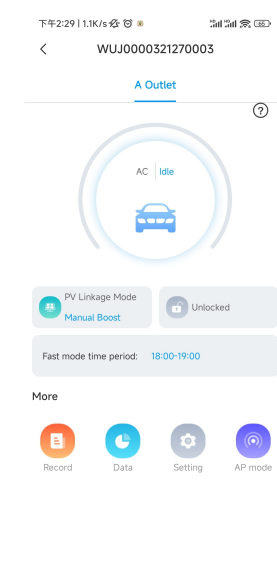 下午2:29 | 1.1K/s
WUJ0000321270003
A Outlet
?
AC Idle
PV Linkage Mode
Manual Boost
Unlocked
Fast mode time period: 18:00-19:00
More
Record Data Setting AP mode